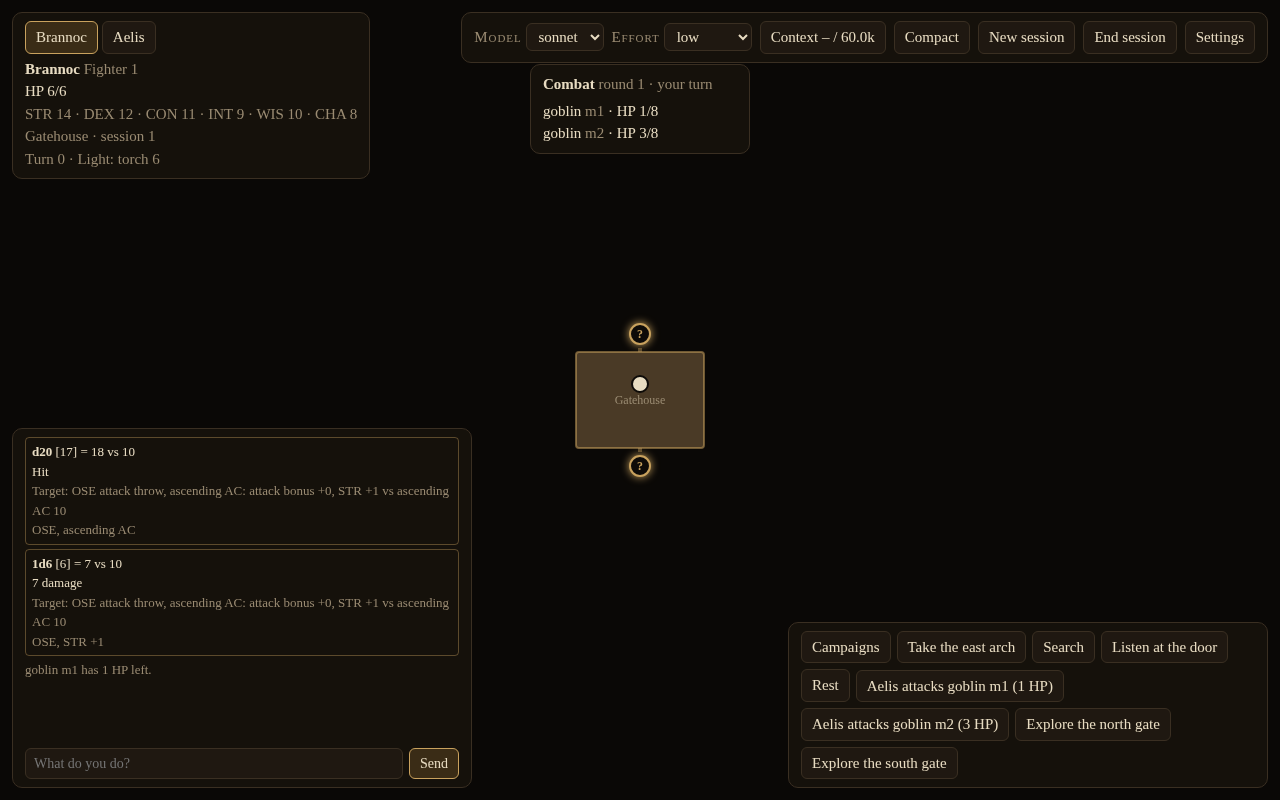 Brannoc Aelis
Brannoc Fighter 1
HP 6/6
STR 14 · DEX 12 · CON 11 · INT 9 · WIS 10 · CHA 8
Gatehouse · session 1
Turn 0 · Light: torch 6
Model sonnet Effort low Context – / 60.0k Compact New session End session Settings
Combat round 1 · your turn
goblin m1 · HP 1/8
goblin m2 · HP 3/8
?
Gatehouse
?
d20 [17] = 18 vs 10
Hit
Target: OSE attack throw, ascending AC: attack bonus +0, STR +1 vs ascending
AC 10
OSE, ascending AC
1d6 [6] = 7 vs 10
7 damage
Target: OSE attack throw, ascending AC: attack bonus +0, STR +1 vs ascending
AC 10
OSE, STR +1
goblin m1 has 1 HP left.
What do you do? Send
Campaigns Take the east arch Search Listen at the door
Rest Aelis attacks goblin m1 (1 HP)
Aelis attacks goblin m2 (3 HP) Explore the north gate
Explore the south gate